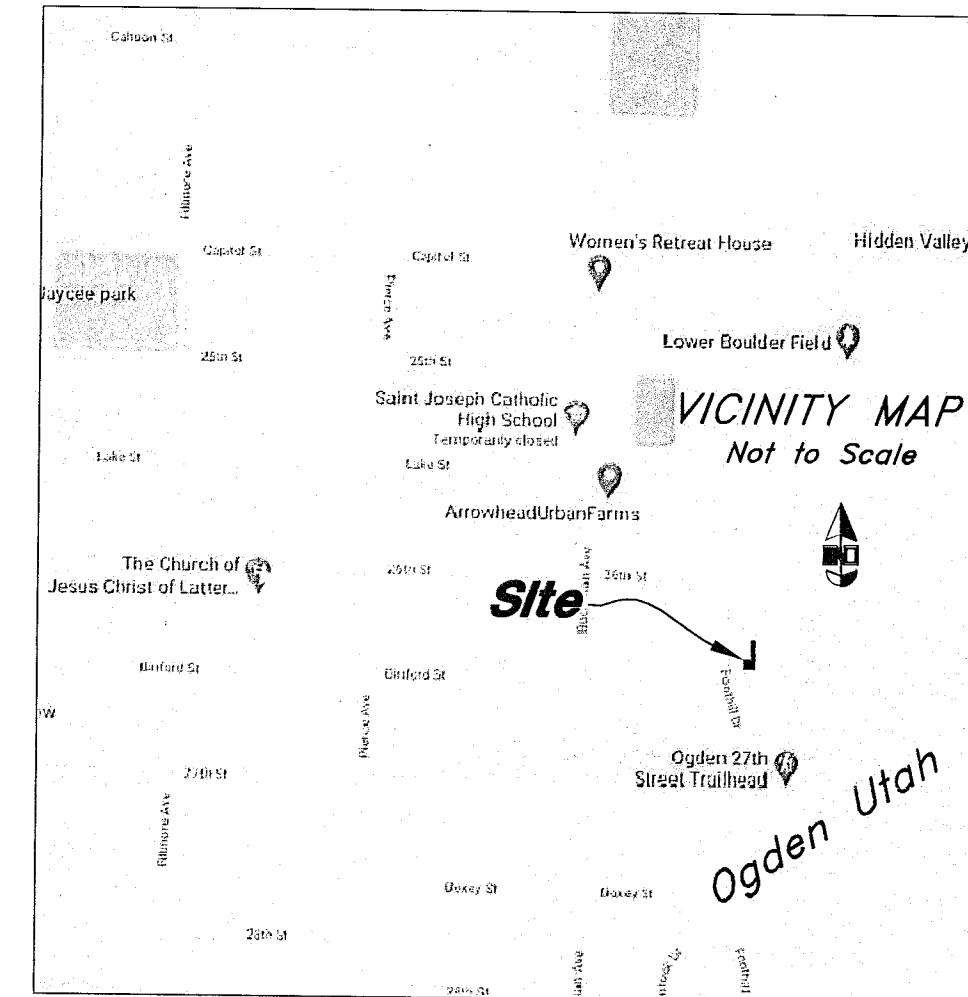 Cahoon St
Fillmore Ave
Women's Retreat House
Hidden Valley
Capitol St
Capitol St
Jaycee park
Pierce Ave
Lower Boulder Field
25th St
25th St
Saint Joseph Catholic
High School
Temporarily closed
VICINITY MAP
Not to Scale
Lake St
Lake St
ArrowheadUrbanFarms
The Church of
Jesus Christ of Latter...
26th St
26th St
Site
Binford St
Binford St
Foothill Dr
Pierce Ave
Ogden 27th
Street Trailhead
27th St
Ogden Utah
Fillmore Ave
Doxey St
Doxey St
28th St
28th St